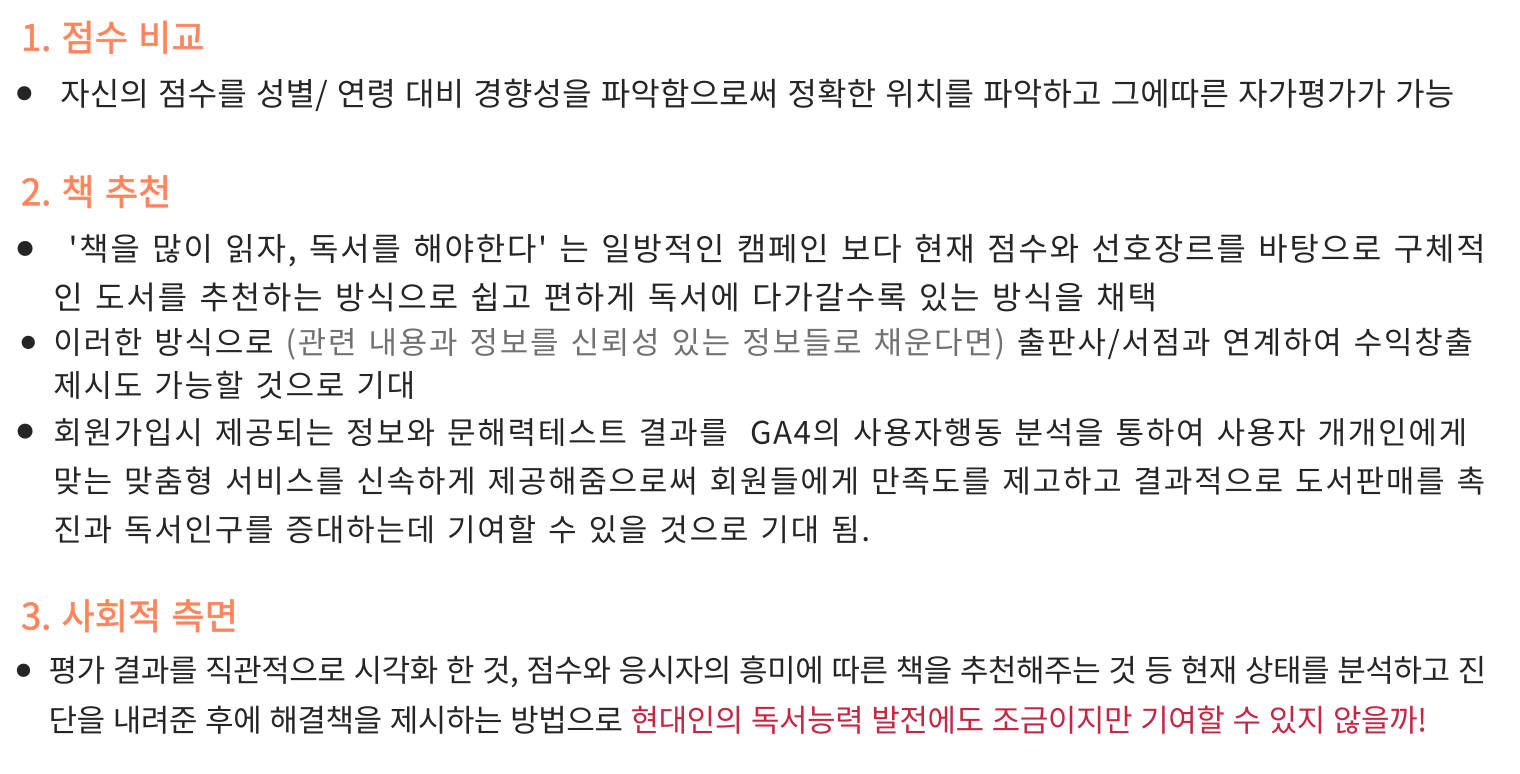 1. 점수 비교
● 자신의 점수를 성별/ 연령 대비 경향성을 파악함으로써 정확한 위치를 파악하고 그에따른 자가평가가 가능
2. 책 추천
● '책을 많이 읽자, 독서를 해야한다' 는 일방적인 캠페인 보다 현재 점수와 선호장르를 바탕으로 구체적
인 도서를 추천하는 방식으로 쉽고 편하게 독서에 다가갈수록 있는 방식을 채택
● 이러한 방식으로 (관련 내용과 정보를 신뢰성 있는 정보들로 채운다면) 출판사/서점과 연계하여 수익창출
제시도 가능할 것으로 기대
● 회원가입시 제공되는 정보와 문해력테스트 결과를 GA4의 사용자행동 분석을 통하여 사용자 개개인에게
맞는 맞춤형 서비스를 신속하게 제공해줌으로써 회원들에게 만족도를 제고하고 결과적으로 도서판매를 촉
진과 독서인구를 증대하는데 기여할 수 있을 것으로 기대 됨.
3. 사회적 측면
● 평가 결과를 직관적으로 시각화 한 것, 점수와 응시자의 흥미에 따른 책을 추천해주는 것 등 현재 상태를 분석하고 진
단을 내려준 후에 해결책을 제시하는 방법으로 현대인의 독서능력 발전에도 조금이지만 기여할 수 있지 않을까!